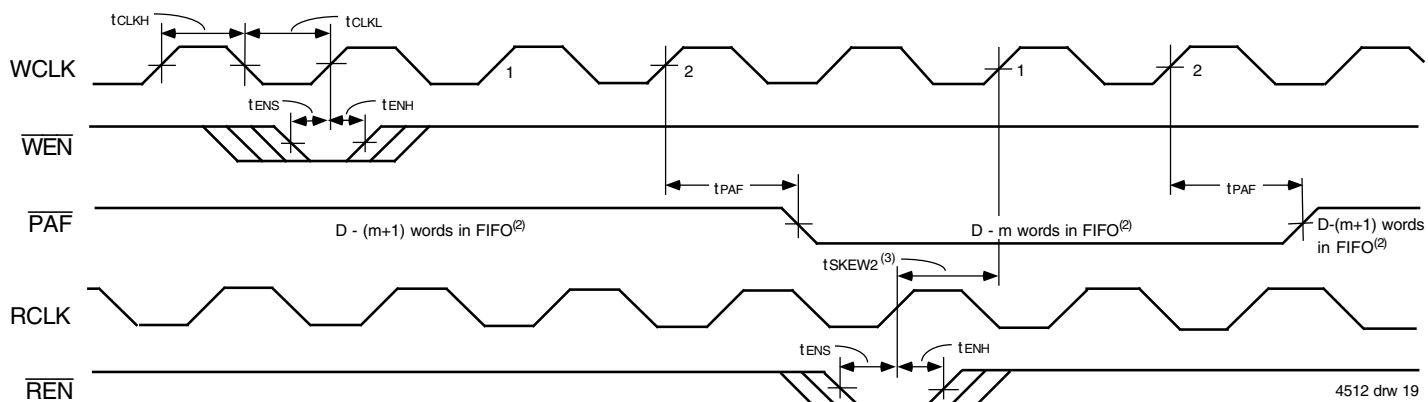 tCLKH tCLKL
WCLK 1 2 1 2
tENS tENH
WEN
tPAF tPAF
PAF
D - (m+1) words in FIFO(2) D - m words in FIFO(2) D-(m+1) words
in FIFO(2)
tSKEW2 (3)
RCLK
tENS tENH
REN
4512 drw 19